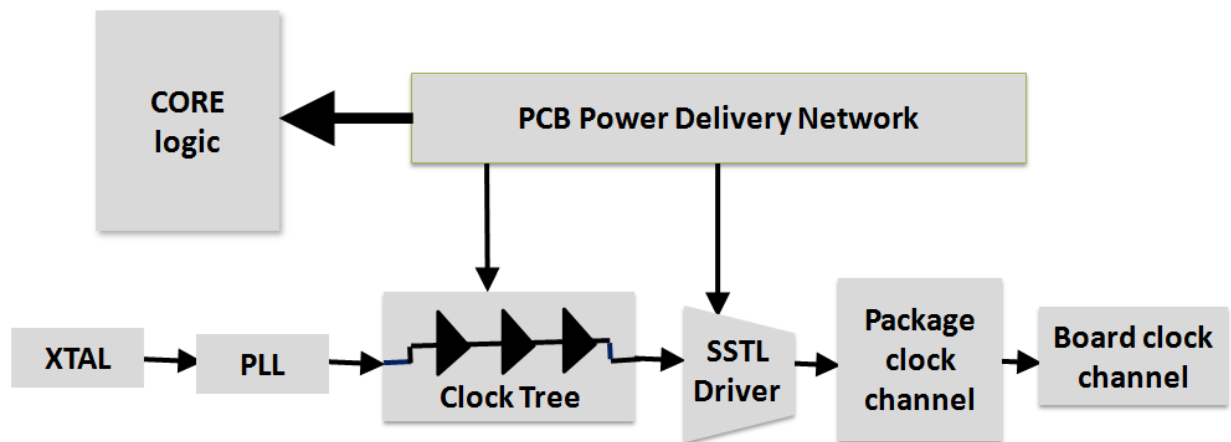 CORE
logic
PCB Power Delivery Network
XTAL
PLL
Clock Tree
SSTL
Driver
Package
clock
channel
Board clock
channel